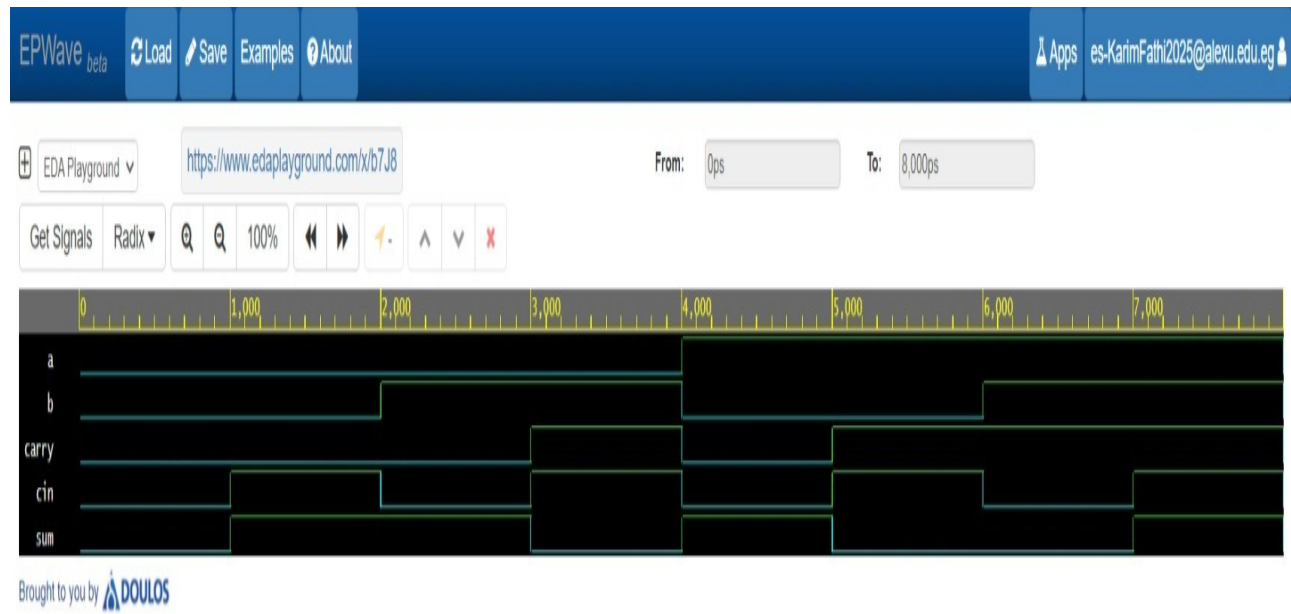 EPWave beta Load Save Examples About Apps es-KarimFathi2025@alexu.edu.eg
EDA Playground https://www.edaplayground.com/x/b7J8 From: 0ps To: 8,000ps
Get Signals Radix 100%
0 1,000 2,000 3,000 4,000 5,000 6,000 7,000
a
b
carry
cin
sum
Brought to you by DOULOS